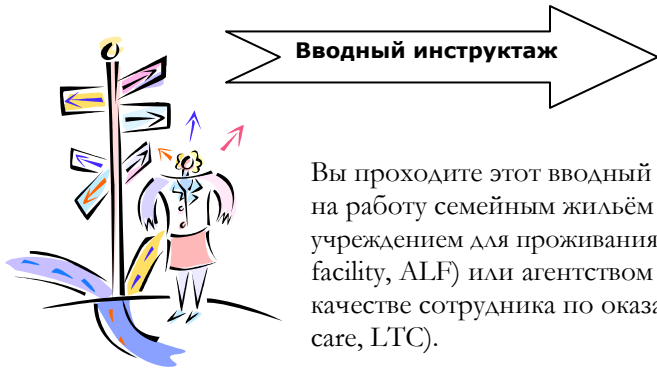 Вводный инструктаж
Вы проходите этот вводный
на работу семейным жильём
учреждением для проживания
facility, ALF) или агентством
качестве сотрудника по оказа
care, LTC).